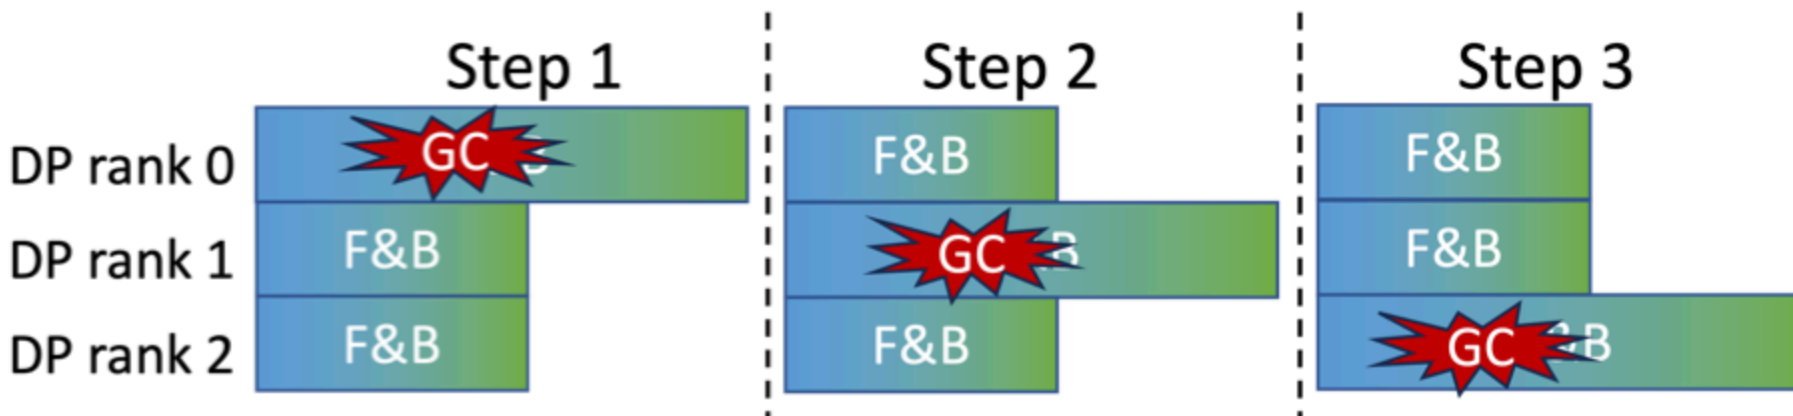 Step 1 Step 2 Step 3
DP rank 0 GC B F&B F&B
DP rank 1 F&B GC B F&B
DP rank 2 F&B F&B GC B